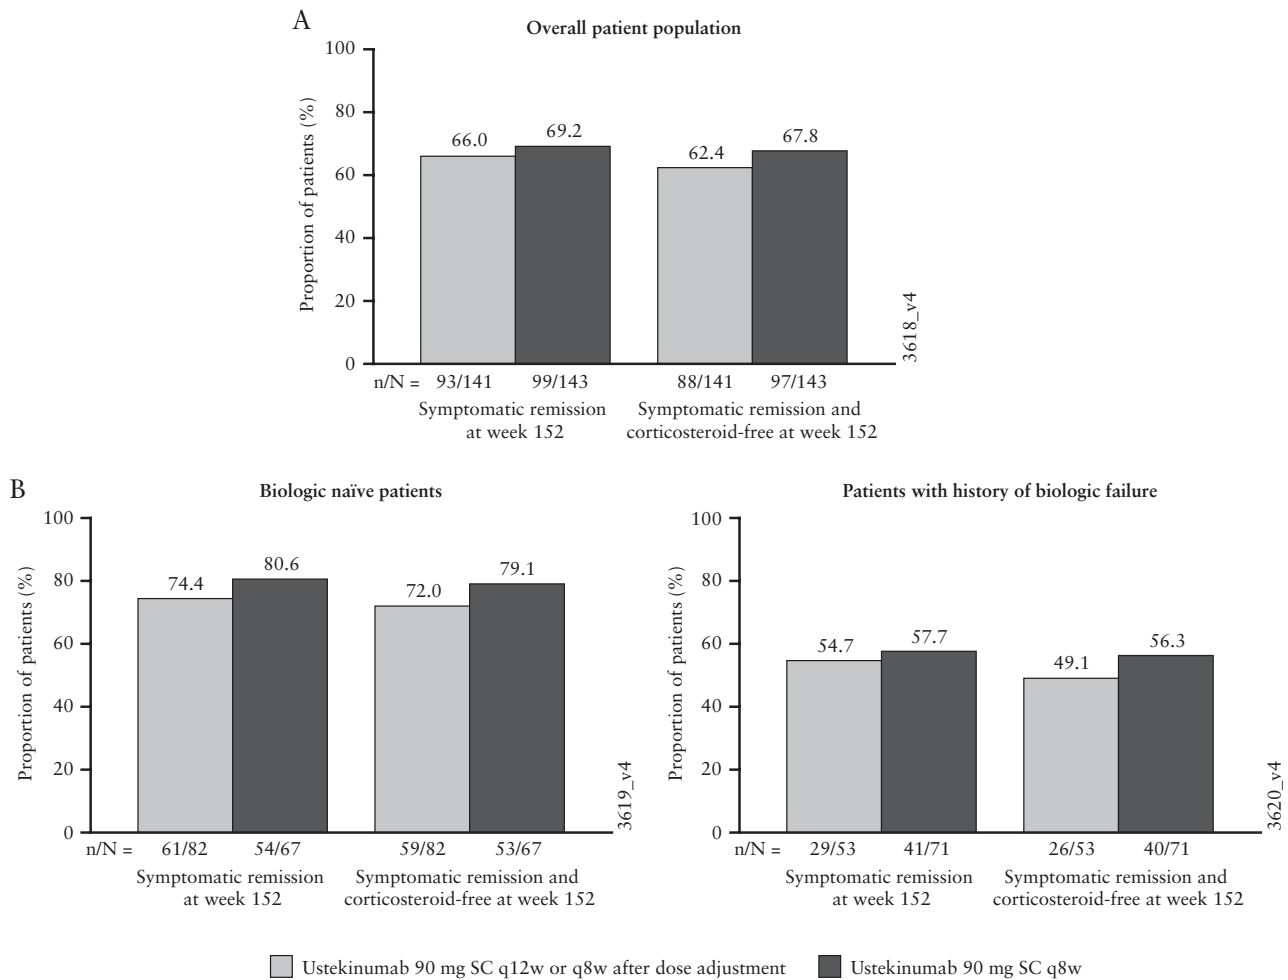 A
Overall patient population
Proportion of patients (%)
100
80
60
40
20
0
66.0
69.2
62.4
67.8
n/N = 93/141 99/143 88/141 97/143
Symptomatic remission
at week 152
Symptomatic remission and
corticosteroid-free at week 152
3618_v4
B
Biologic naïve patients
Proportion of patients (%)
100
80
60
40
20
0
74.4
80.6
72.0
79.1
n/N = 61/82 54/67 59/82 53/67
Symptomatic remission
at week 152
Symptomatic remission and
corticosteroid-free at week 152
3619_v4
Patients with history of biologic failure
Proportion of patients (%)
100
80
60
40
20
0
54.7
57.7
49.1
56.3
n/N = 29/53 41/71 26/53 40/71
Symptomatic remission
at week 152
Symptomatic remission and
corticosteroid-free at week 152
3620_v4
Ustekinumab 90 mg SC q12w or q8w after dose adjustment
Ustekinumab 90 mg SC q8w